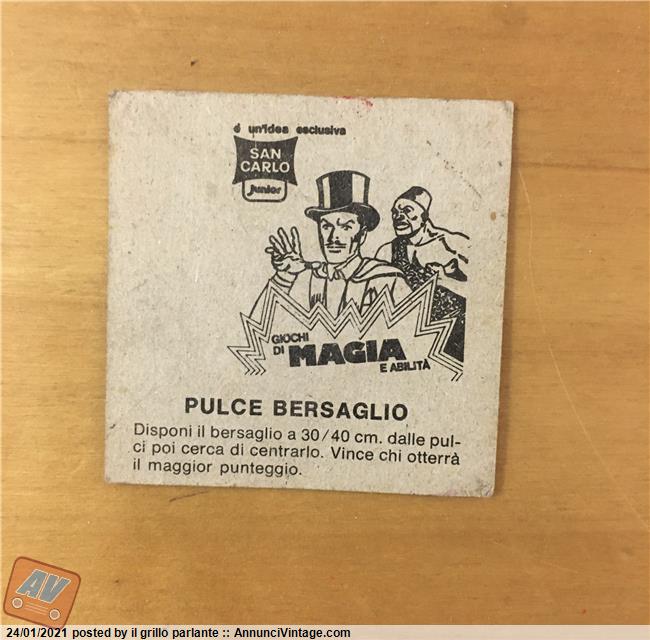 é un'idea esclusiva
SAN
CARLO
junior
GIOCHI
DI MAGIA
E ABILITÀ
PULCE BERSAGLIO
Disponi il bersaglio a 30/40 cm. dalle pul-
ci poi cerca di centrarlo. Vince chi otterrà
il maggior punteggio.
AV
24/01/2021 posted by il grillo parlante :: AnnunciVintage.com